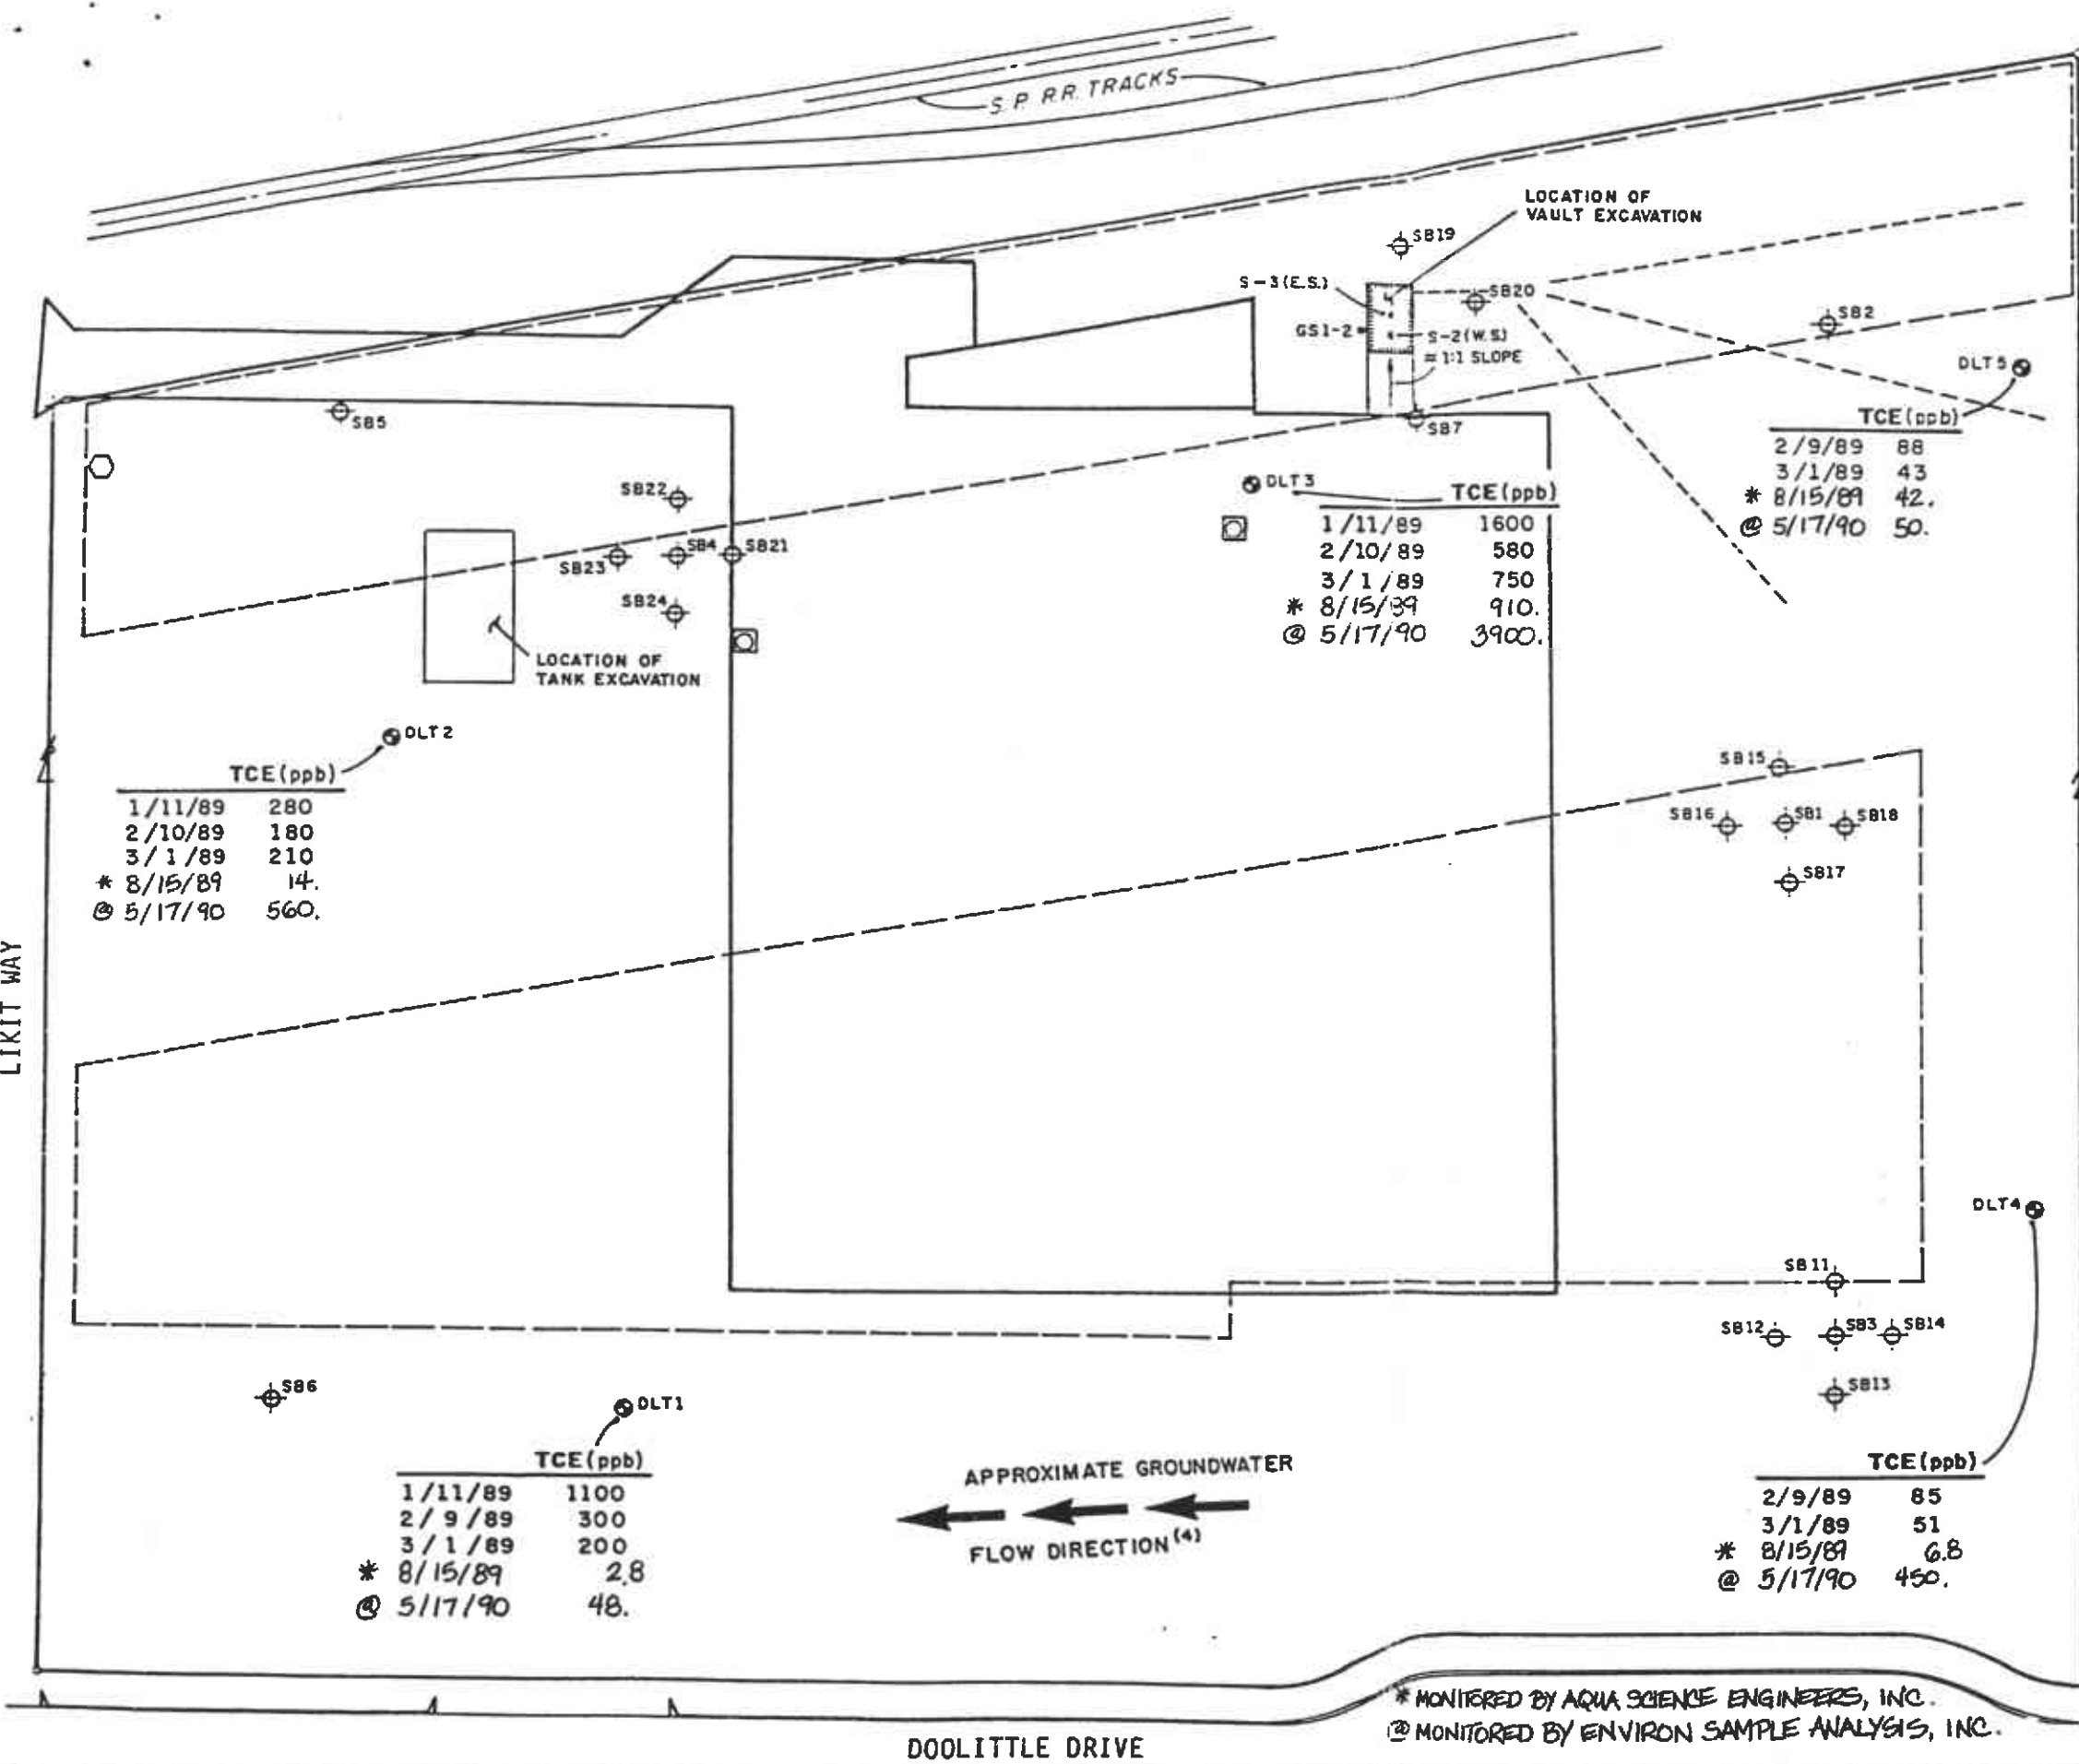 S.P. R.R. TRACKS
LOCATION OF
VAULT EXCAVATION
SB19
S-3(E.S.)
SB20
GS1-2
S-2(W.S.)
≈ 1:1 SLOPE
SB2
DLT5
TCE(ppb)
2/9/89 88
3/1/89 43
* 8/15/89 42.
@ 5/17/90 50.
SB5
SB7
SB22
SB4
SB21
SB23
SB24
LOCATION OF
TANK EXCAVATION
DLT3
TCE(ppb)
1/11/89 1600
2/10/89 580
3/1/89 750
* 8/15/89 910.
@ 5/17/90 3900.
DLT2
TCE(ppb)
1/11/89 280
2/10/89 180
3/1/89 210
* 8/15/89 14.
@ 5/17/90 560.
SB15
SB16
SB1
SB18
SB17
LIKIT WAY
DLT4
SB11
SB12
SB3
SB14
SB13
SB6
DLT1
TCE(ppb)
1/11/89 1100
2/9/89 300
3/1/89 200
* 8/15/89 2.8
@ 5/17/90 48.
APPROXIMATE GROUNDWATER
FLOW DIRECTION (4)
TCE(ppb)
2/9/89 85
3/1/89 51
* 8/15/89 6.8
@ 5/17/90 450.
* MONITORED BY AQUA SCIENCE ENGINEERS, INC.
@ MONITORED BY ENVIRON SAMPLE ANALYSIS, INC.
DOOLITTLE DRIVE